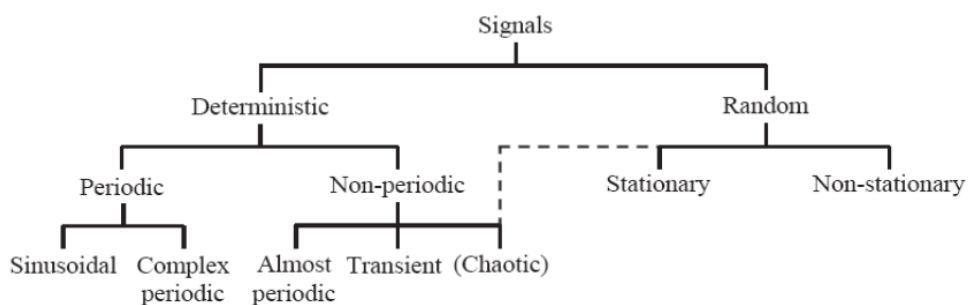 Signals
Deterministic
Random
Periodic
Non-periodic
Stationary
Non-stationary
Sinusoidal
Complex
periodic
Almost
periodic
Transient
(Chaotic)